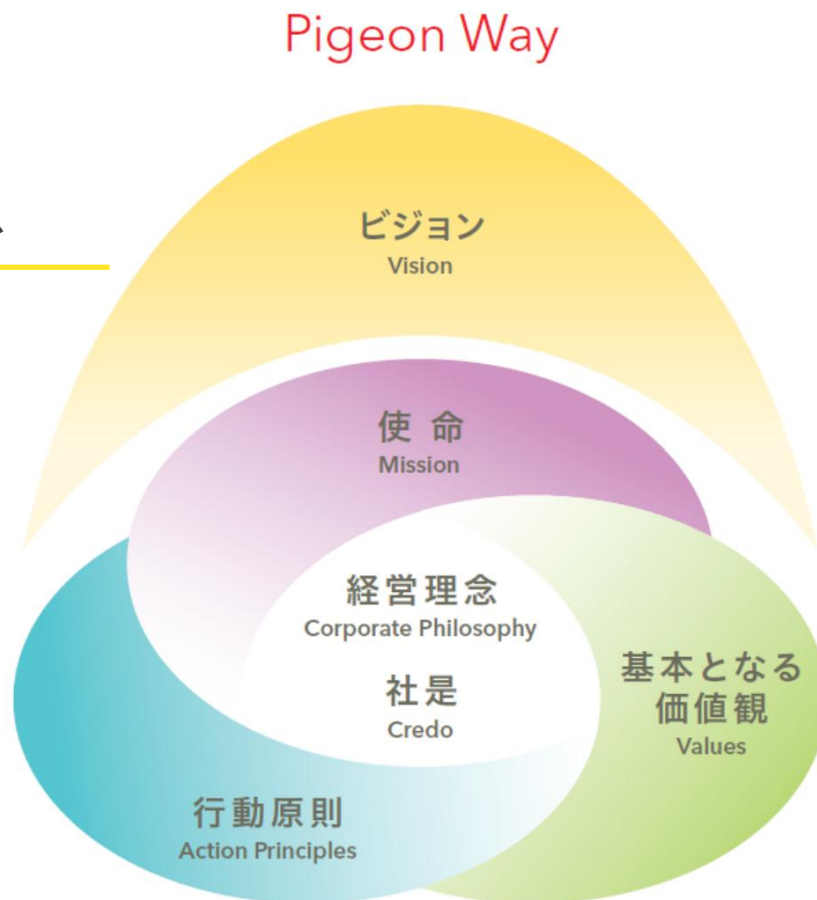 Pigeon Way
ビジョン
Vision
使 命
Mission
経営理念
Corporate Philosophy
社是
Credo
基本となる
価値観
Values
行動原則
Action Principles